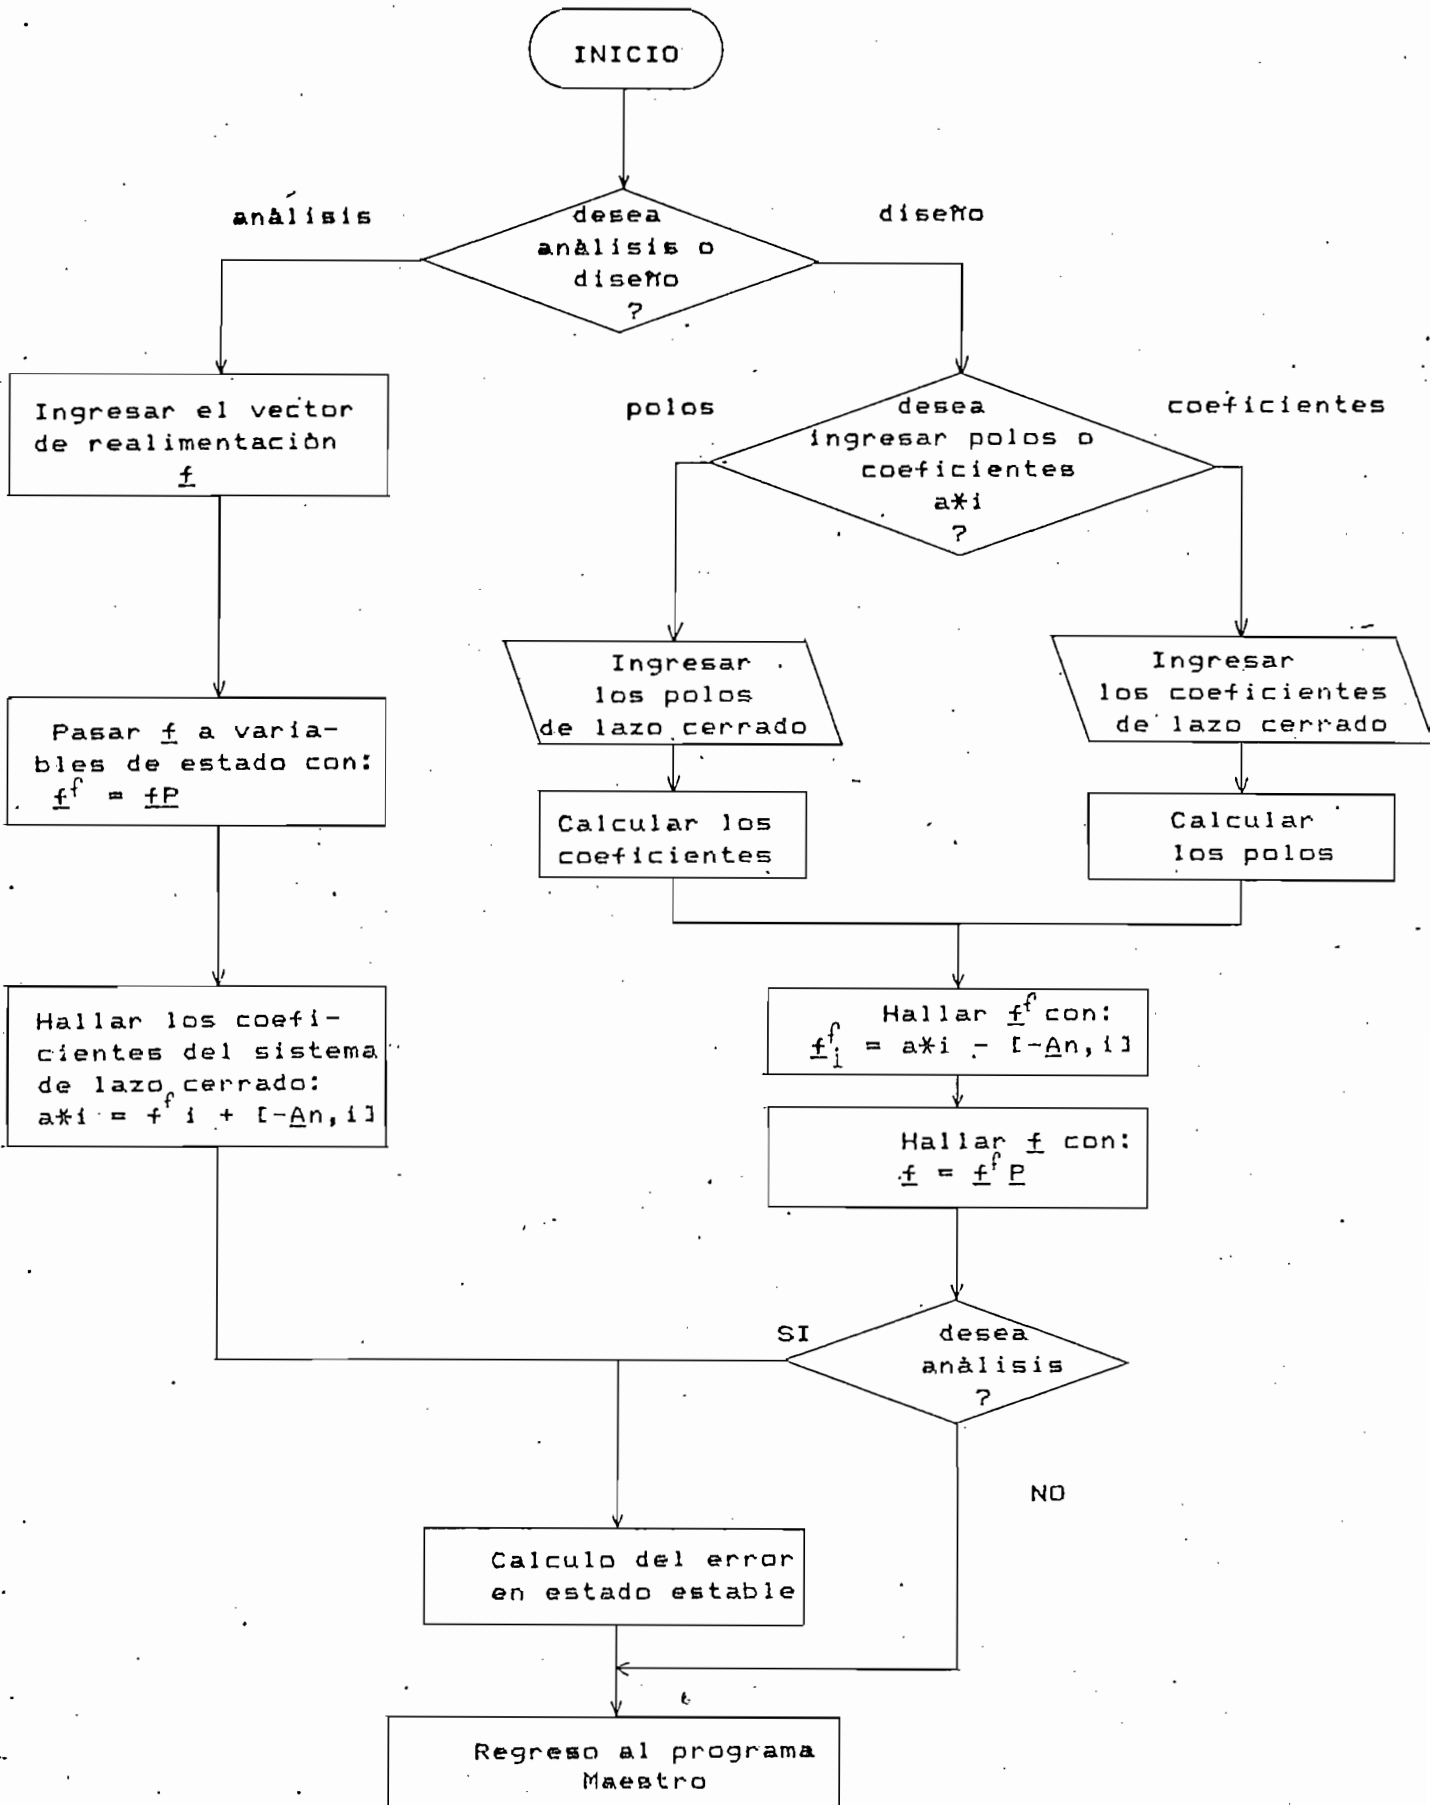 INICIO
análisis
desea
anàlisis o
diseño
?
diseño
Ingresar el vector
de realimentaciòn
f
polos
desea
ingresar polos o
coeficientes
a*i
?
coeficientes
Ingresar
los polos
de lazo cerrado
Ingresar
los coeficientes
de lazo cerrado
Pasar f a varia-
bles de estado con:
f^f = fP
Calcular los
coeficientes
Calcular
los polos
Hallar los coefi-
cientes del sistema
de lazo cerrado:
a*i = f^f i + [-An,i]
Hallar f^f con:
f^f_i = a*i - [-An,i]
Hallar f con:
f = f^f P
SI
desea
anàlisis
?
NO
Calculo del error
en estado estable
Regreso al programa
Maestro